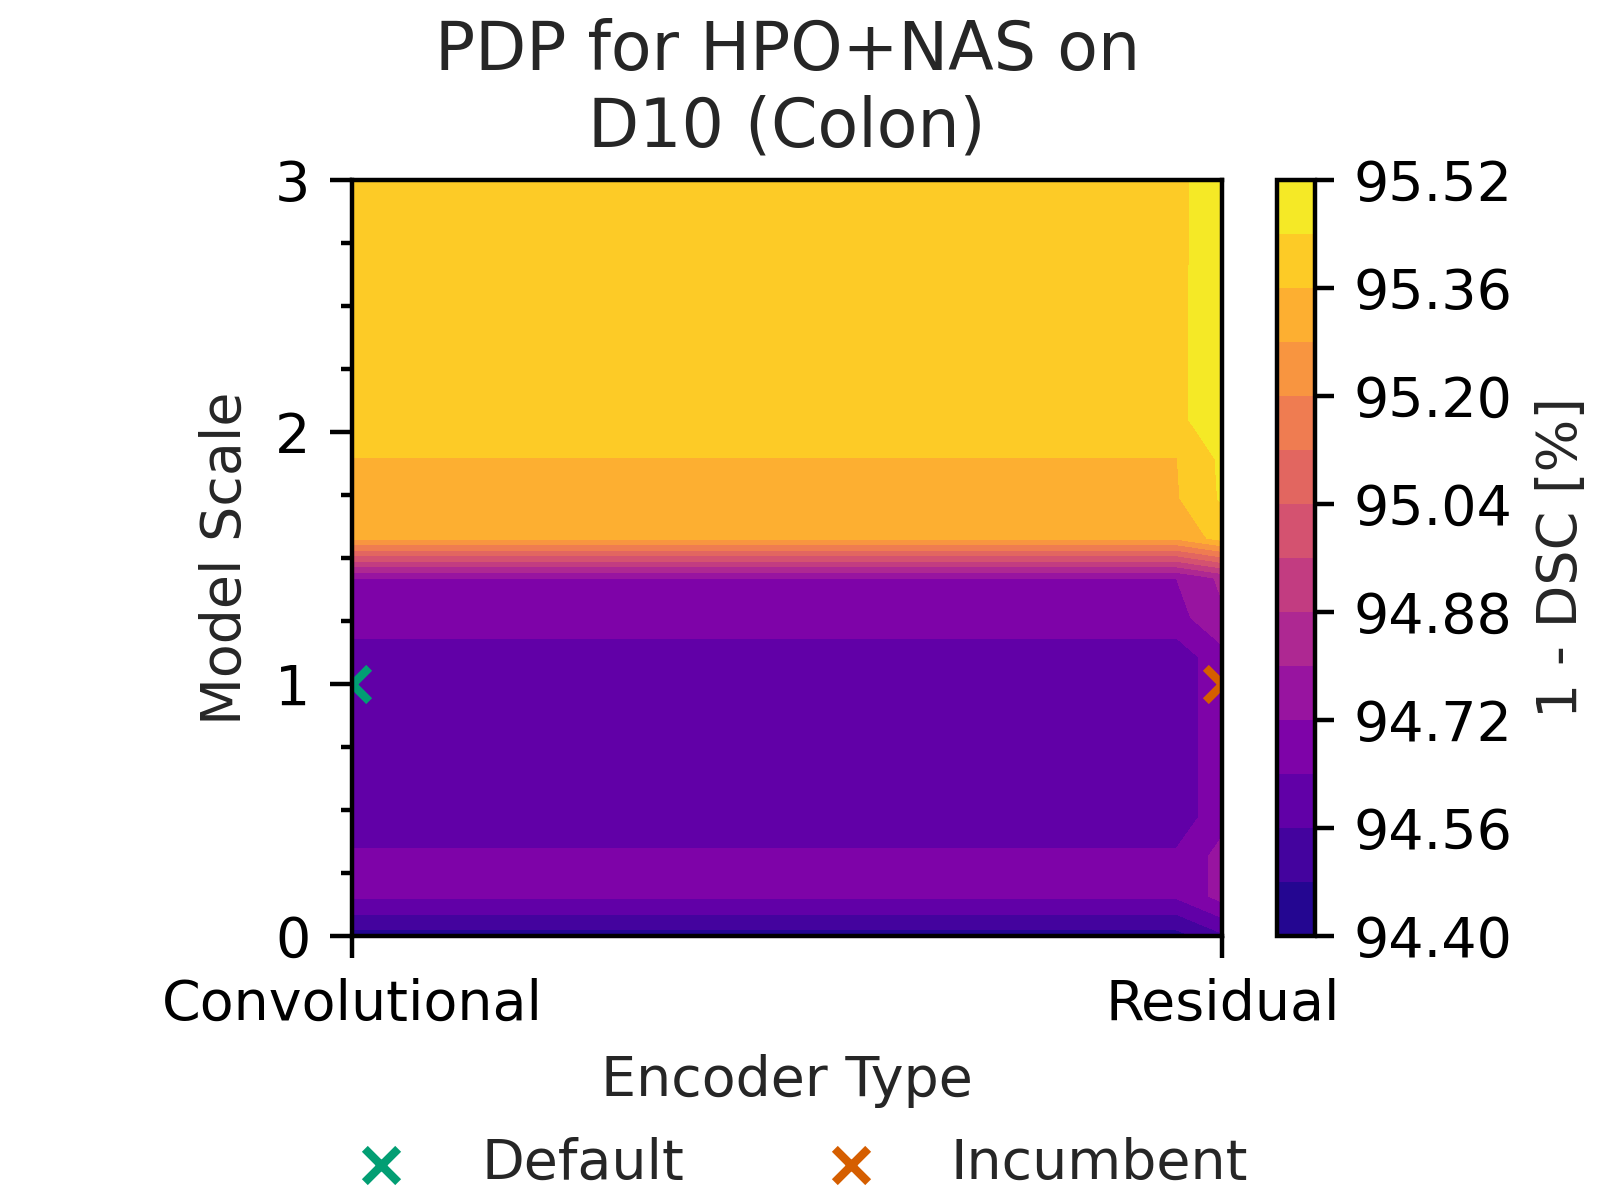 PDP for HPO+NAS on
D10 (Colon)
3
2
1
0
Model Scale
Convolutional
Residual
Encoder Type
95.52
95.36
95.20
95.04
94.88
94.72
94.56
94.40
1 - DSC [%]
Default
Incumbent